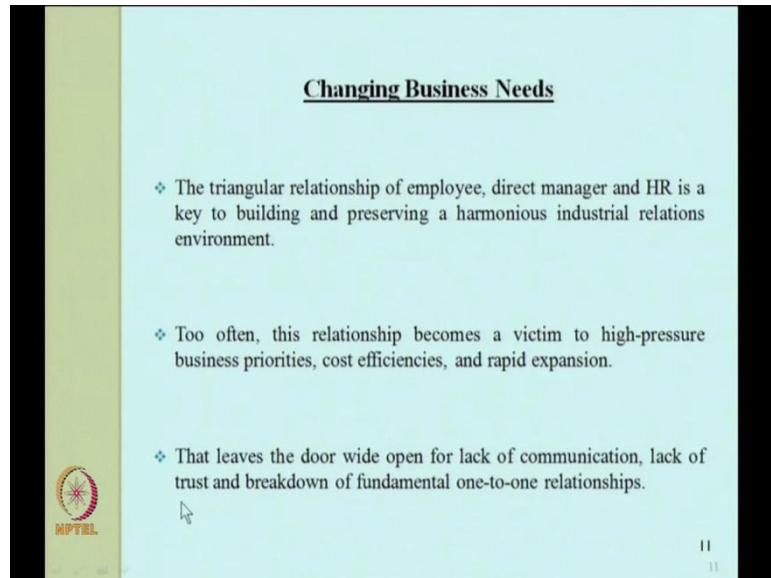 Changing Business Needs
❖ The triangular relationship of employee, direct manager and HR is a
key to building and preserving a harmonious industrial relations
environment.
❖ Too often, this relationship becomes a victim to high-pressure
business priorities, cost efficiencies, and rapid expansion.
❖ That leaves the door wide open for lack of communication, lack of
trust and breakdown of fundamental one-to-one relationships.
NPTEL
11
11